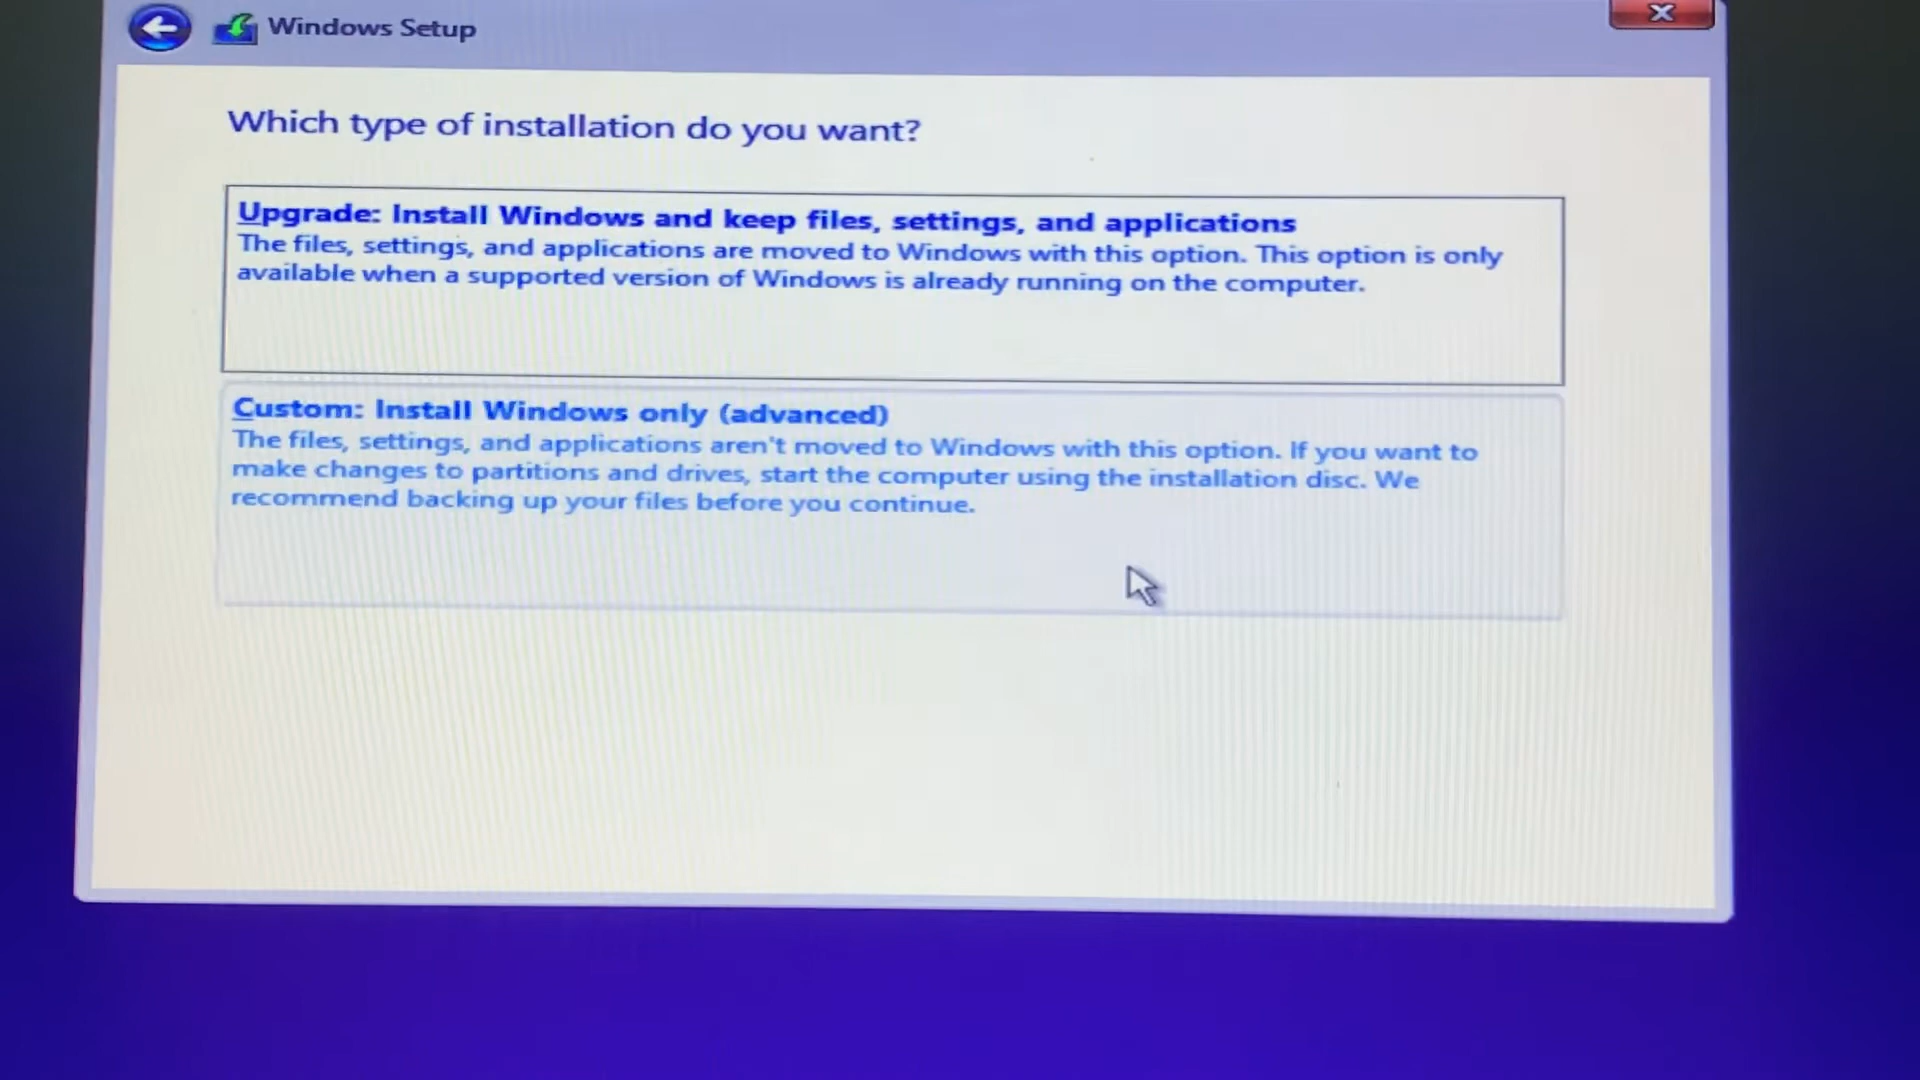 Windows Setup
Which type of installation do you want?
Upgrade: Install Windows and keep files, settings, and applications
The files, settings, and applications are moved to Windows with this option. This option is only
available when a supported version of Windows is already running on the computer.
Custom: Install Windows only (advanced)
The files, settings, and applications aren't moved to Windows with this option. If you want to
make changes to partitions and drives, start the computer using the installation disc. We
recommend backing up your files before you continue.